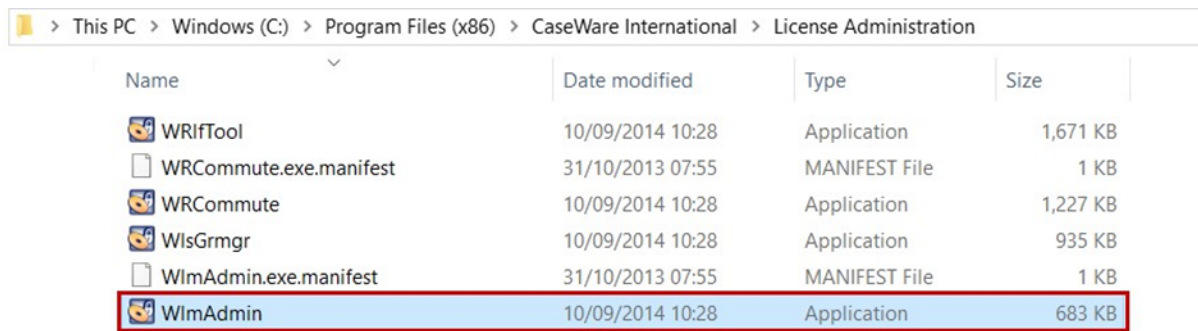 > This PC > Windows (C:) > Program Files (x86) > CaseWare International > License Administration
Name Date modified Type Size
WRlfTool 10/09/2014 10:28 Application 1,671 KB
WRCommute.exe.manifest 31/10/2013 07:55 MANIFEST File 1 KB
WRCommute 10/09/2014 10:28 Application 1,227 KB
WlsGrmgr 10/09/2014 10:28 Application 935 KB
WlmAdmin.exe.manifest 31/10/2013 07:55 MANIFEST File 1 KB
WlmAdmin 10/09/2014 10:28 Application 683 KB